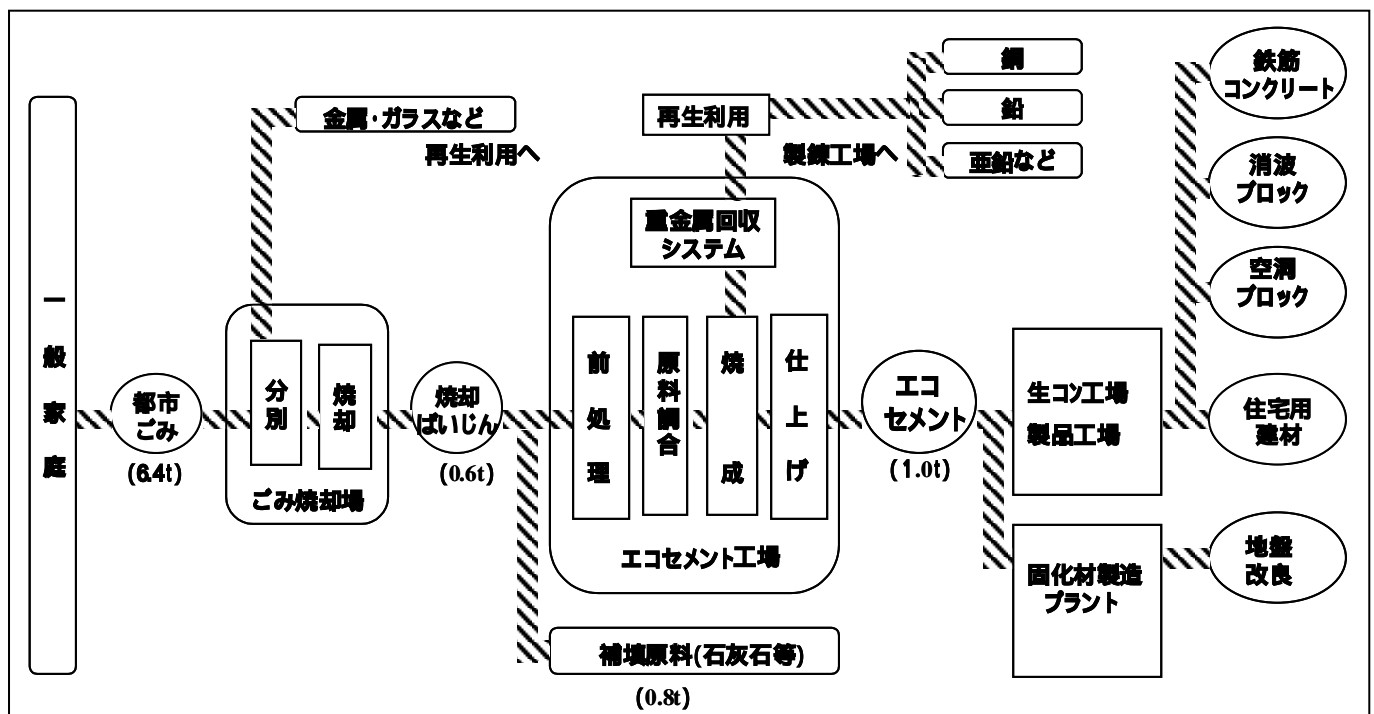 一般家庭
都市
ごみ
(6.4t)
金属・ガラスなど
再生利用へ
分別
焼却
ごみ焼却場
焼却
ばいじん
(0.6t)
再生利用
製錬工場へ
銅
鉛
亜鉛など
重金属回収
システム
前処理
原料調合
焼成
仕上げ
エコセメント工場
補填原料(石灰石等)
(0.8t)
エコ
セメント
(1.0t)
生コン工場
製品工場
固化材製造
プラント
鉄筋
コンクリート
消波
ブロック
空洞
ブロック
住宅用
建材
地盤
改良